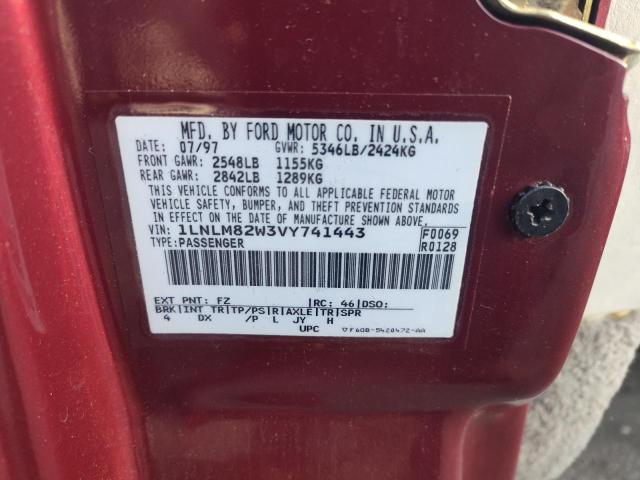 MFD. BY FORD MOTOR CO. IN U.S.A.
DATE: 07/97 GVWR: 5346LB/2424KG
FRONT GAWR: 2548LB 1155KG
REAR GAWR: 2842LB 1289KG
THIS VEHICLE CONFORMS TO ALL APPLICABLE FEDERAL MOTOR
VEHICLE SAFETY, BUMPER, AND THEFT PREVENTION STANDARDS
IN EFFECT ON THE DATE OF MANUFACTURE SHOWN ABOVE.
VIN: 1LNLM82W3VY741443 F0069
TYPE: PASSENGER R0128
EXT PNT: FZ |RC: 46|DSO:
BRK|INT TR|TP/PS|R|AXLE|TR|SPR
4 DX /P L JY H
UPC ▽F60B-5420472-AA